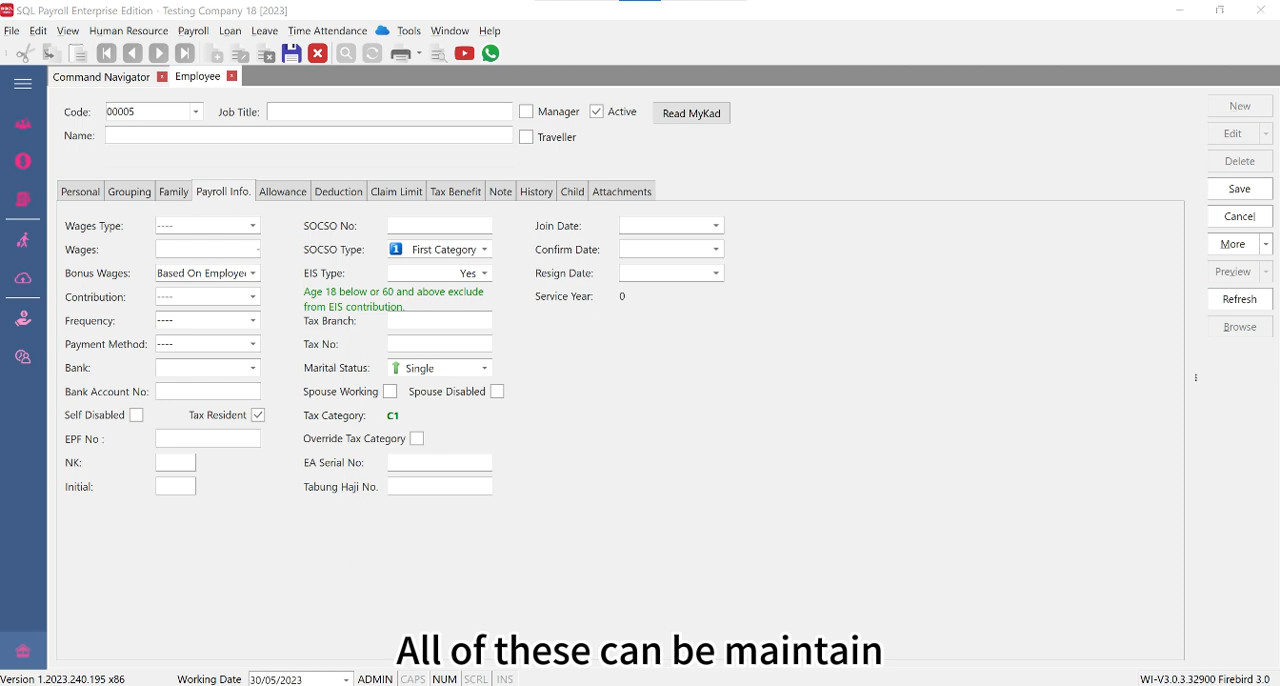 SQL Payroll Enterprise Edition - Testing Company 18 [2023]
File Edit View Human Resource Payroll Loan Leave Time Attendance Tools Window Help
Command Navigator Employee
Code: 00005 Job Title: Manager Active Read MyKad
Name: Traveller
Personal Grouping Family Payroll Info. Allowance Deduction Claim Limit Tax Benefit Note History Child Attachments
Wages Type: ---- SOCSO No: Join Date:
Wages: - SOCSO Type: 1 First Category Confirm Date:
Bonus Wages: Based On Employe EIS Type: Yes Resign Date:
Age 18 below or 60 and above exclude
from EIS contribution.
Contribution: ---- Service Year: 0
Frequency: ---- Tax Branch:
Payment Method: ---- Tax No:
Bank: Marital Status: Single
Bank Account No: Spouse Working Spouse Disabled
Self Disabled Tax Resident Tax Category: C1
EPF No : Override Tax Category
NK: EA Serial No:
Initial: Tabung Haji No.
New
Edit
Delete
Save
Cancel
More
Preview
Refresh
Browse
All of these can be maintain
Version 1.2023.240.195 x86 Working Date 30/05/2023 ADMIN CAPS NUM SCRL INS WI-V3.0.3.32900 Firebird 3.0